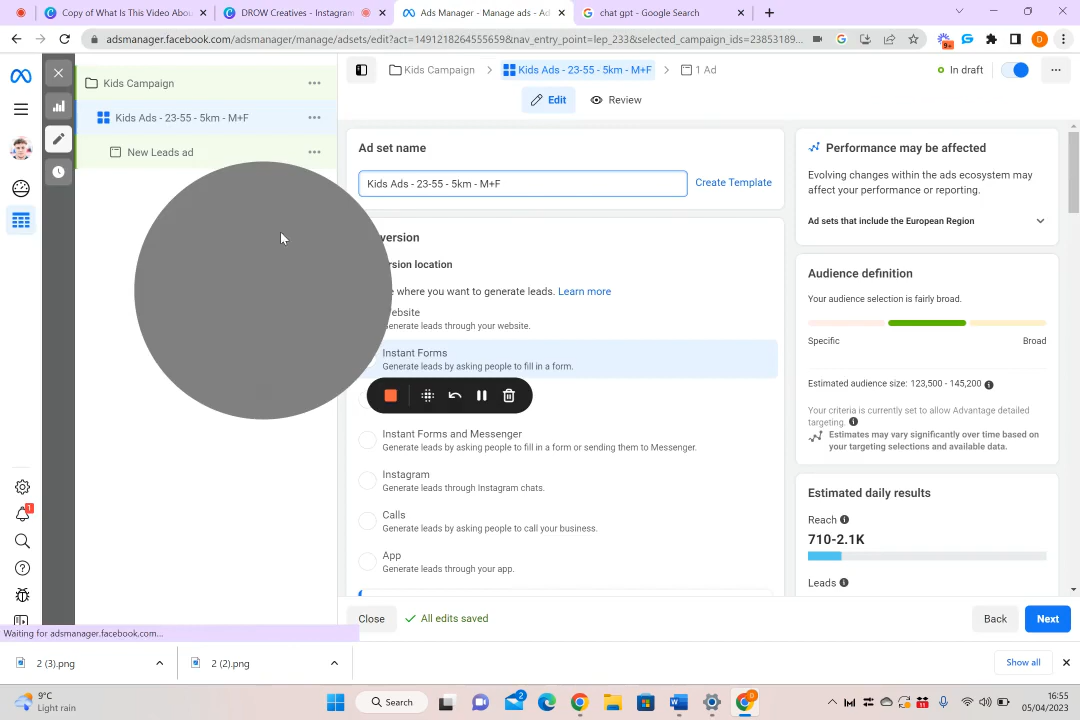 Copy of What Is This Video Abou
DROW Creatives - Instagram
Ads Manager - Manage ads - Ad
chat gpt - Google Search
adsmanager.facebook.com/adsmanager/manage/adsets/edit?act=1491218264555659&nav_entry_point=lep_233&selected_campaign_ids=23853189...
9+
D
Kids Campaign
Kids Ads - 23-55 - 5km - M+F
New Leads ad
Kids Campaign
Kids Ads - 23-55 - 5km - M+F
1 Ad
In draft
Edit
Review
Ad set name
Kids Ads - 23-55 - 5km - M+F
Create Template
version
rsion location
e where you want to generate leads. Learn more
ebsite
enerate leads through your website.
Instant Forms
Generate leads by asking people to fill in a form.
Instant Forms and Messenger
Generate leads by asking people to fill in a form or sending them to Messenger.
Instagram
Generate leads through Instagram chats.
Calls
Generate leads by asking people to call your business.
App
Generate leads through your app.
Performance may be affected
Evolving changes within the ads ecosystem may
affect your performance or reporting.
Ad sets that include the European Region
Audience definition
Your audience selection is fairly broad.
Specific
Broad
Estimated audience size: 123,500 - 145,200
Your criteria is currently set to allow Advantage detailed
targeting.
Estimates may vary significantly over time based on
your targeting selections and available data.
Estimated daily results
Reach
710-2.1K
Leads
1
Close
All edits saved
Back
Next
Waiting for adsmanager.facebook.com...
2 (3).png
2 (2).png
Show all
9°C
Light rain
Search
2
0
16:55
05/04/2023